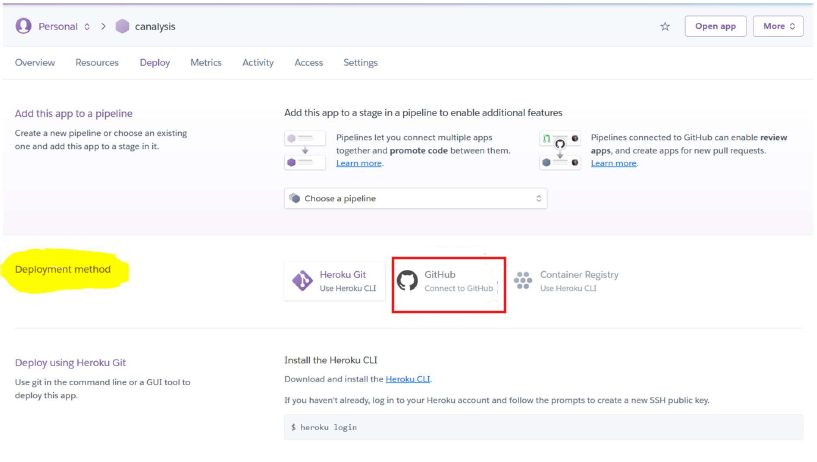 Personal > canalysis
Open app
More
Overview Resources Deploy Metrics Activity Access Settings
Add this app to a pipeline
Create a new pipeline or choose an existing
one and add this app to a stage in it.
Add this app to a stage in a pipeline to enable additional features
Pipelines let you connect multiple apps
together and promote code between them.
Learn more.
Pipelines connected to GitHub can enable review
apps, and create apps for new pull requests.
Learn more.
Choose a pipeline
Deployment method
Heroku Git
Use Heroku CLI
GitHub
Connect to GitHub
Container Registry
Use Heroku CLI
Deploy using Heroku Git
Use git in the command line or a GUI tool to
deploy this app.
Install the Heroku CLI
Download and install the Heroku CLI.
If you haven't already, log in to your Heroku account and follow the prompts to create a new SSH public key.
$ heroku login